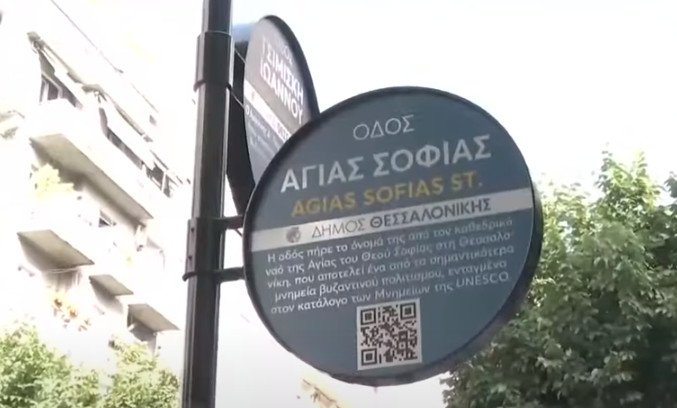 ΤΣΙΜΙΣΚΗ
ΙΩΑΝΝΟΥ
ΟΔΟΣ
ΑΓΙΑΣ ΣΟΦΙΑΣ
AGIAS SOFIAS ST.
ΔΗΜΟΣ ΘΕΣΣΑΛΟΝΙΚΗΣ
Η οδός πήρε το όνομά της από τον καθεδρικό
ναό της Αγίας του Θεού Σοφίας στη Θεσσαλο-
νίκη, που αποτελεί ένα από τα σημαντικότερα
μνημεία βυζαντινού πολιτισμού, ενταγμένο
στον κατάλογο των Μνημείων της UNESCO.